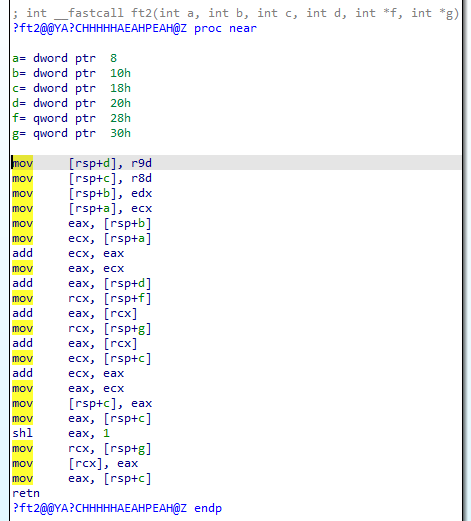 ; int __fastcall ft2(int a, int b, int c, int d, int *f, int *g)
?ft2@@YA?CHHHHHAEAHPEAH@Z proc near
a= dword ptr  8
b= dword ptr  10h
c= dword ptr  18h
d= dword ptr  20h
f= qword ptr  28h
g= qword ptr  30h
mov     [rsp+d], r9d
mov     [rsp+c], r8d
mov     [rsp+b], edx
mov     [rsp+a], ecx
mov     eax, [rsp+b]
mov     ecx, [rsp+a]
add     ecx, eax
mov     eax, ecx
add     eax, [rsp+d]
mov     rcx, [rsp+f]
add     eax, [rcx]
mov     rcx, [rsp+g]
add     eax, [rcx]
mov     ecx, [rsp+c]
add     ecx, eax
mov     eax, ecx
mov     [rsp+c], eax
mov     eax, [rsp+c]
shl     eax, 1
mov     rcx, [rsp+g]
mov     [rcx], eax
mov     eax, [rsp+c]
retn
?ft2@@YA?CHHHHHAEAHPEAH@Z endp